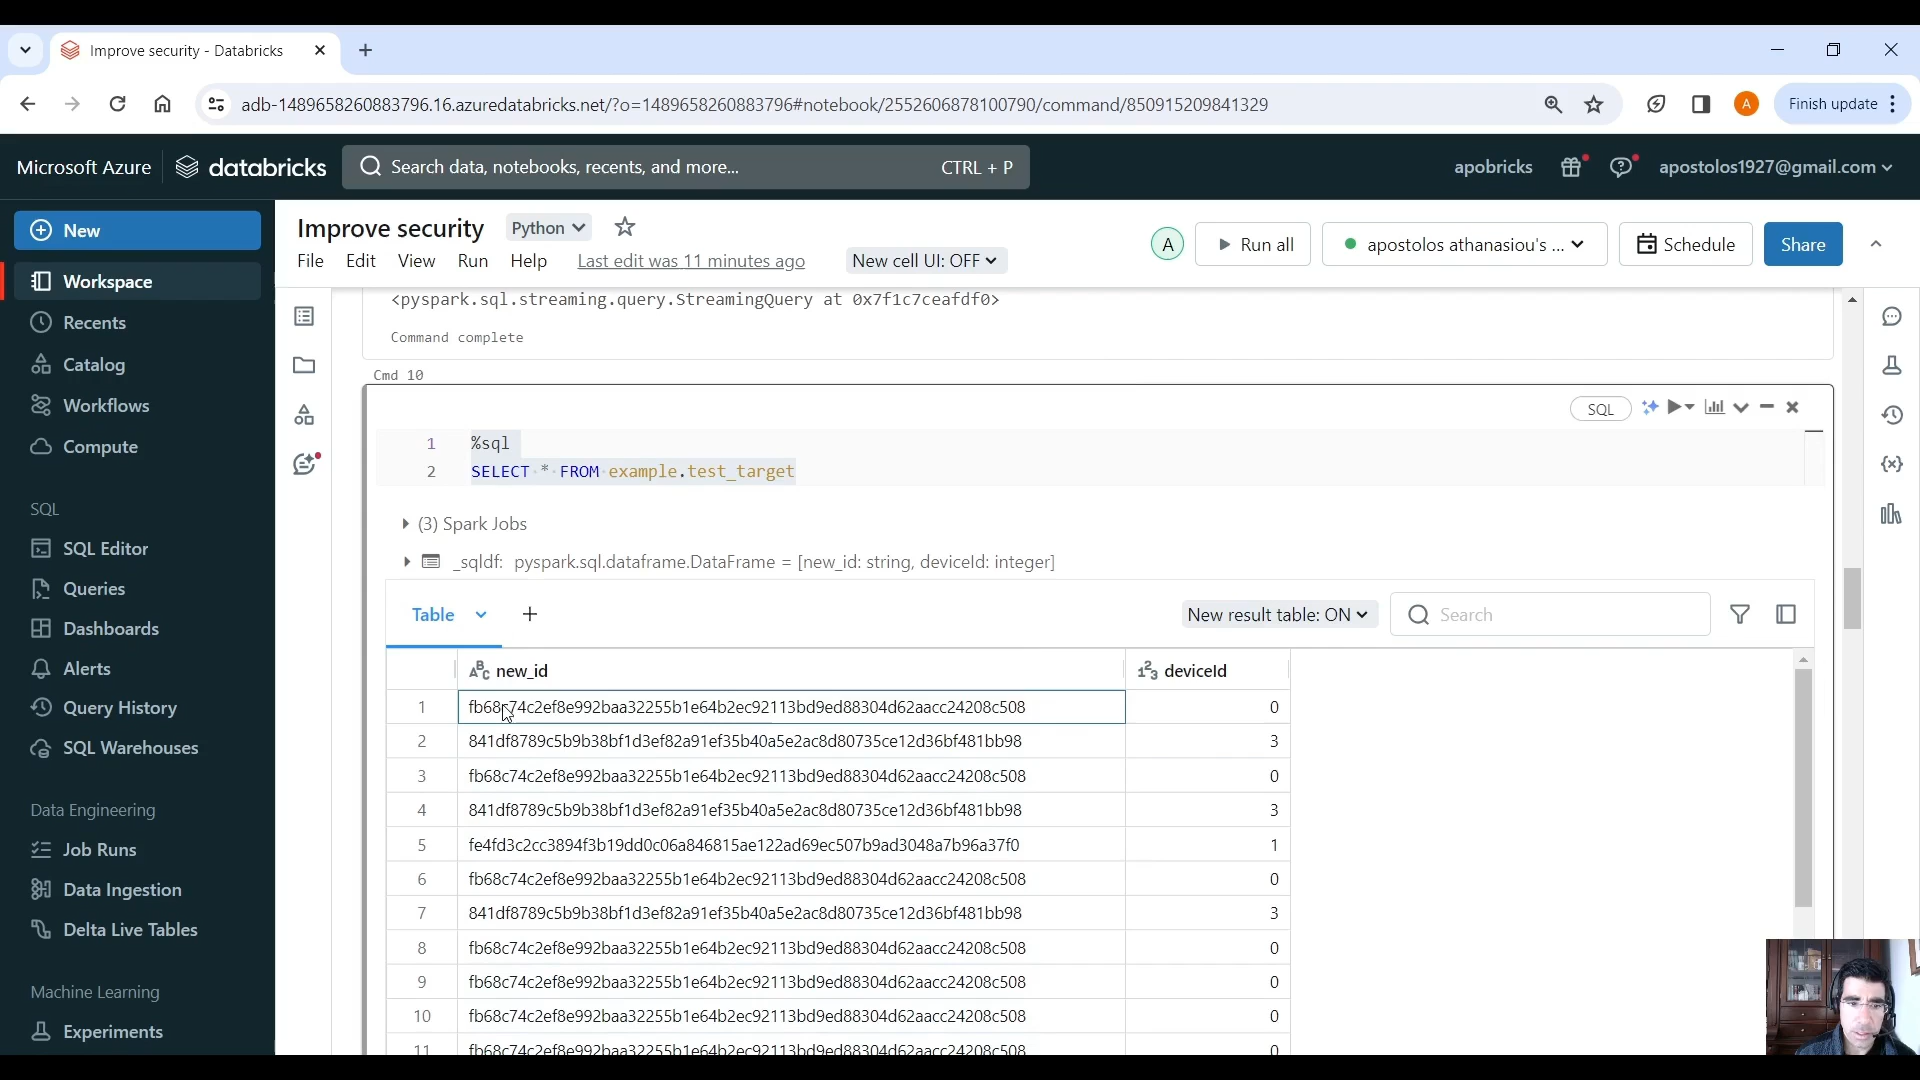 Improve security - Databricks
adb-1489658260883796.16.azuredatabricks.net/?o=1489658260883796#notebook/2552606878100790/command/850915209841329
A
Finish update
Microsoft Azure
databricks
Search data, notebooks, recents, and more...
CTRL + P
apobricks
apostolos1927@gmail.com
New
Workspace
Recents
Catalog
Workflows
Compute
SQL
SQL Editor
Queries
Dashboards
Alerts
Query History
SQL Warehouses
Data Engineering
Job Runs
Data Ingestion
Delta Live Tables
Machine Learning
Experiments
Improve security
Python
File Edit View Run Help Last edit was 11 minutes ago
New cell UI: OFF
A
Run all
apostolos athanasiou's ...
Schedule
Share
<pyspark.sql.streaming.query.StreamingQuery at 0x7f1c7ceafdf0>
Command complete
Cmd 10
SQL
1 %sql
2 SELECT * FROM example.test_target
(3) Spark Jobs
_sqldf: pyspark.sql.dataframe.DataFrame = [new_id: string, deviceId: integer]
Table
New result table: ON
Search
new_id deviceId
1 fb68c74c2ef8e992baa32255b1e64b2ec92113bd9ed88304d62aacc24208c508 0
2 841df8789c5b9b38bf1d3ef82a91ef35b40a5e2ac8d80735ce12d36bf481bb98 3
3 fb68c74c2ef8e992baa32255b1e64b2ec92113bd9ed88304d62aacc24208c508 0
4 841df8789c5b9b38bf1d3ef82a91ef35b40a5e2ac8d80735ce12d36bf481bb98 3
5 fe4fd3c2cc3894f3b19dd0c06a846815ae122ad69ec507b9ad3048a7b96a37f0 1
6 fb68c74c2ef8e992baa32255b1e64b2ec92113bd9ed88304d62aacc24208c508 0
7 841df8789c5b9b38bf1d3ef82a91ef35b40a5e2ac8d80735ce12d36bf481bb98 3
8 fb68c74c2ef8e992baa32255b1e64b2ec92113bd9ed88304d62aacc24208c508 0
9 fb68c74c2ef8e992baa32255b1e64b2ec92113bd9ed88304d62aacc24208c508 0
10 fb68c74c2ef8e992baa32255b1e64b2ec92113bd9ed88304d62aacc24208c508 0
11 fb68c74c2ef8e992baa32255b1e64b2ec92113bd9ed88304d62aacc24208c508 0